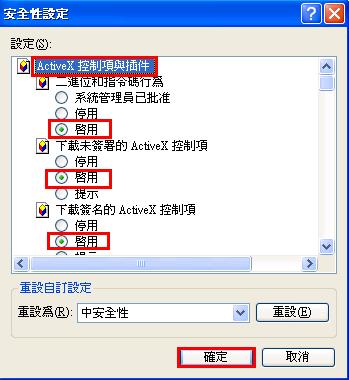 安全性設定
設定(S):
ActiveX 控制項與插件
二進位和指令碼行為
系統管理員已批准
停用
啓用
下載未簽署的 ActiveX 控制項
停用
啓用
提示
下載簽名的 ActiveX 控制項
停用
啓用
重設自訂設定
重設為(R): 中安全性 重設(E)
確定 取消